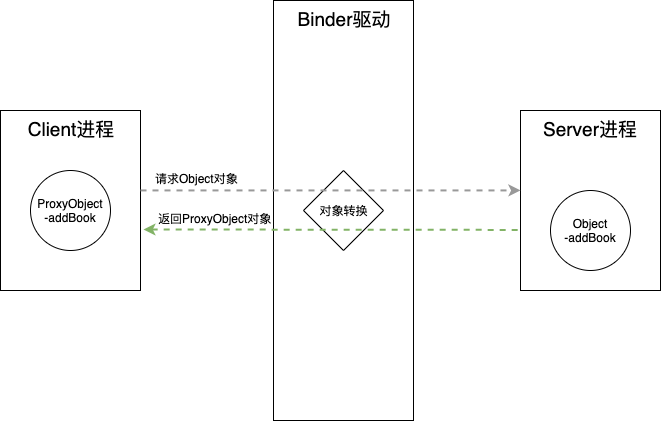 Binder驱动
Client进程
Server进程
请求Object对象
ProxyObject
-addBook
对象转换
返回ProxyObject对象
Object
-addBook